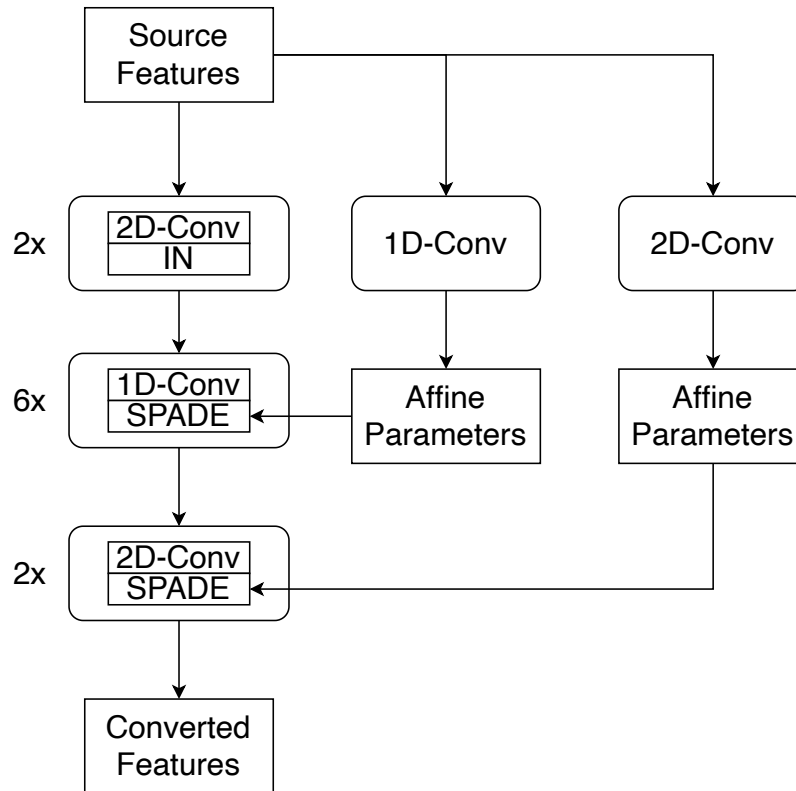 Source
Features
2x
2D-Conv
IN
1D-Conv
2D-Conv
6x
1D-Conv
SPADE
Affine
Parameters
Affine
Parameters
2x
2D-Conv
SPADE
Converted
Features